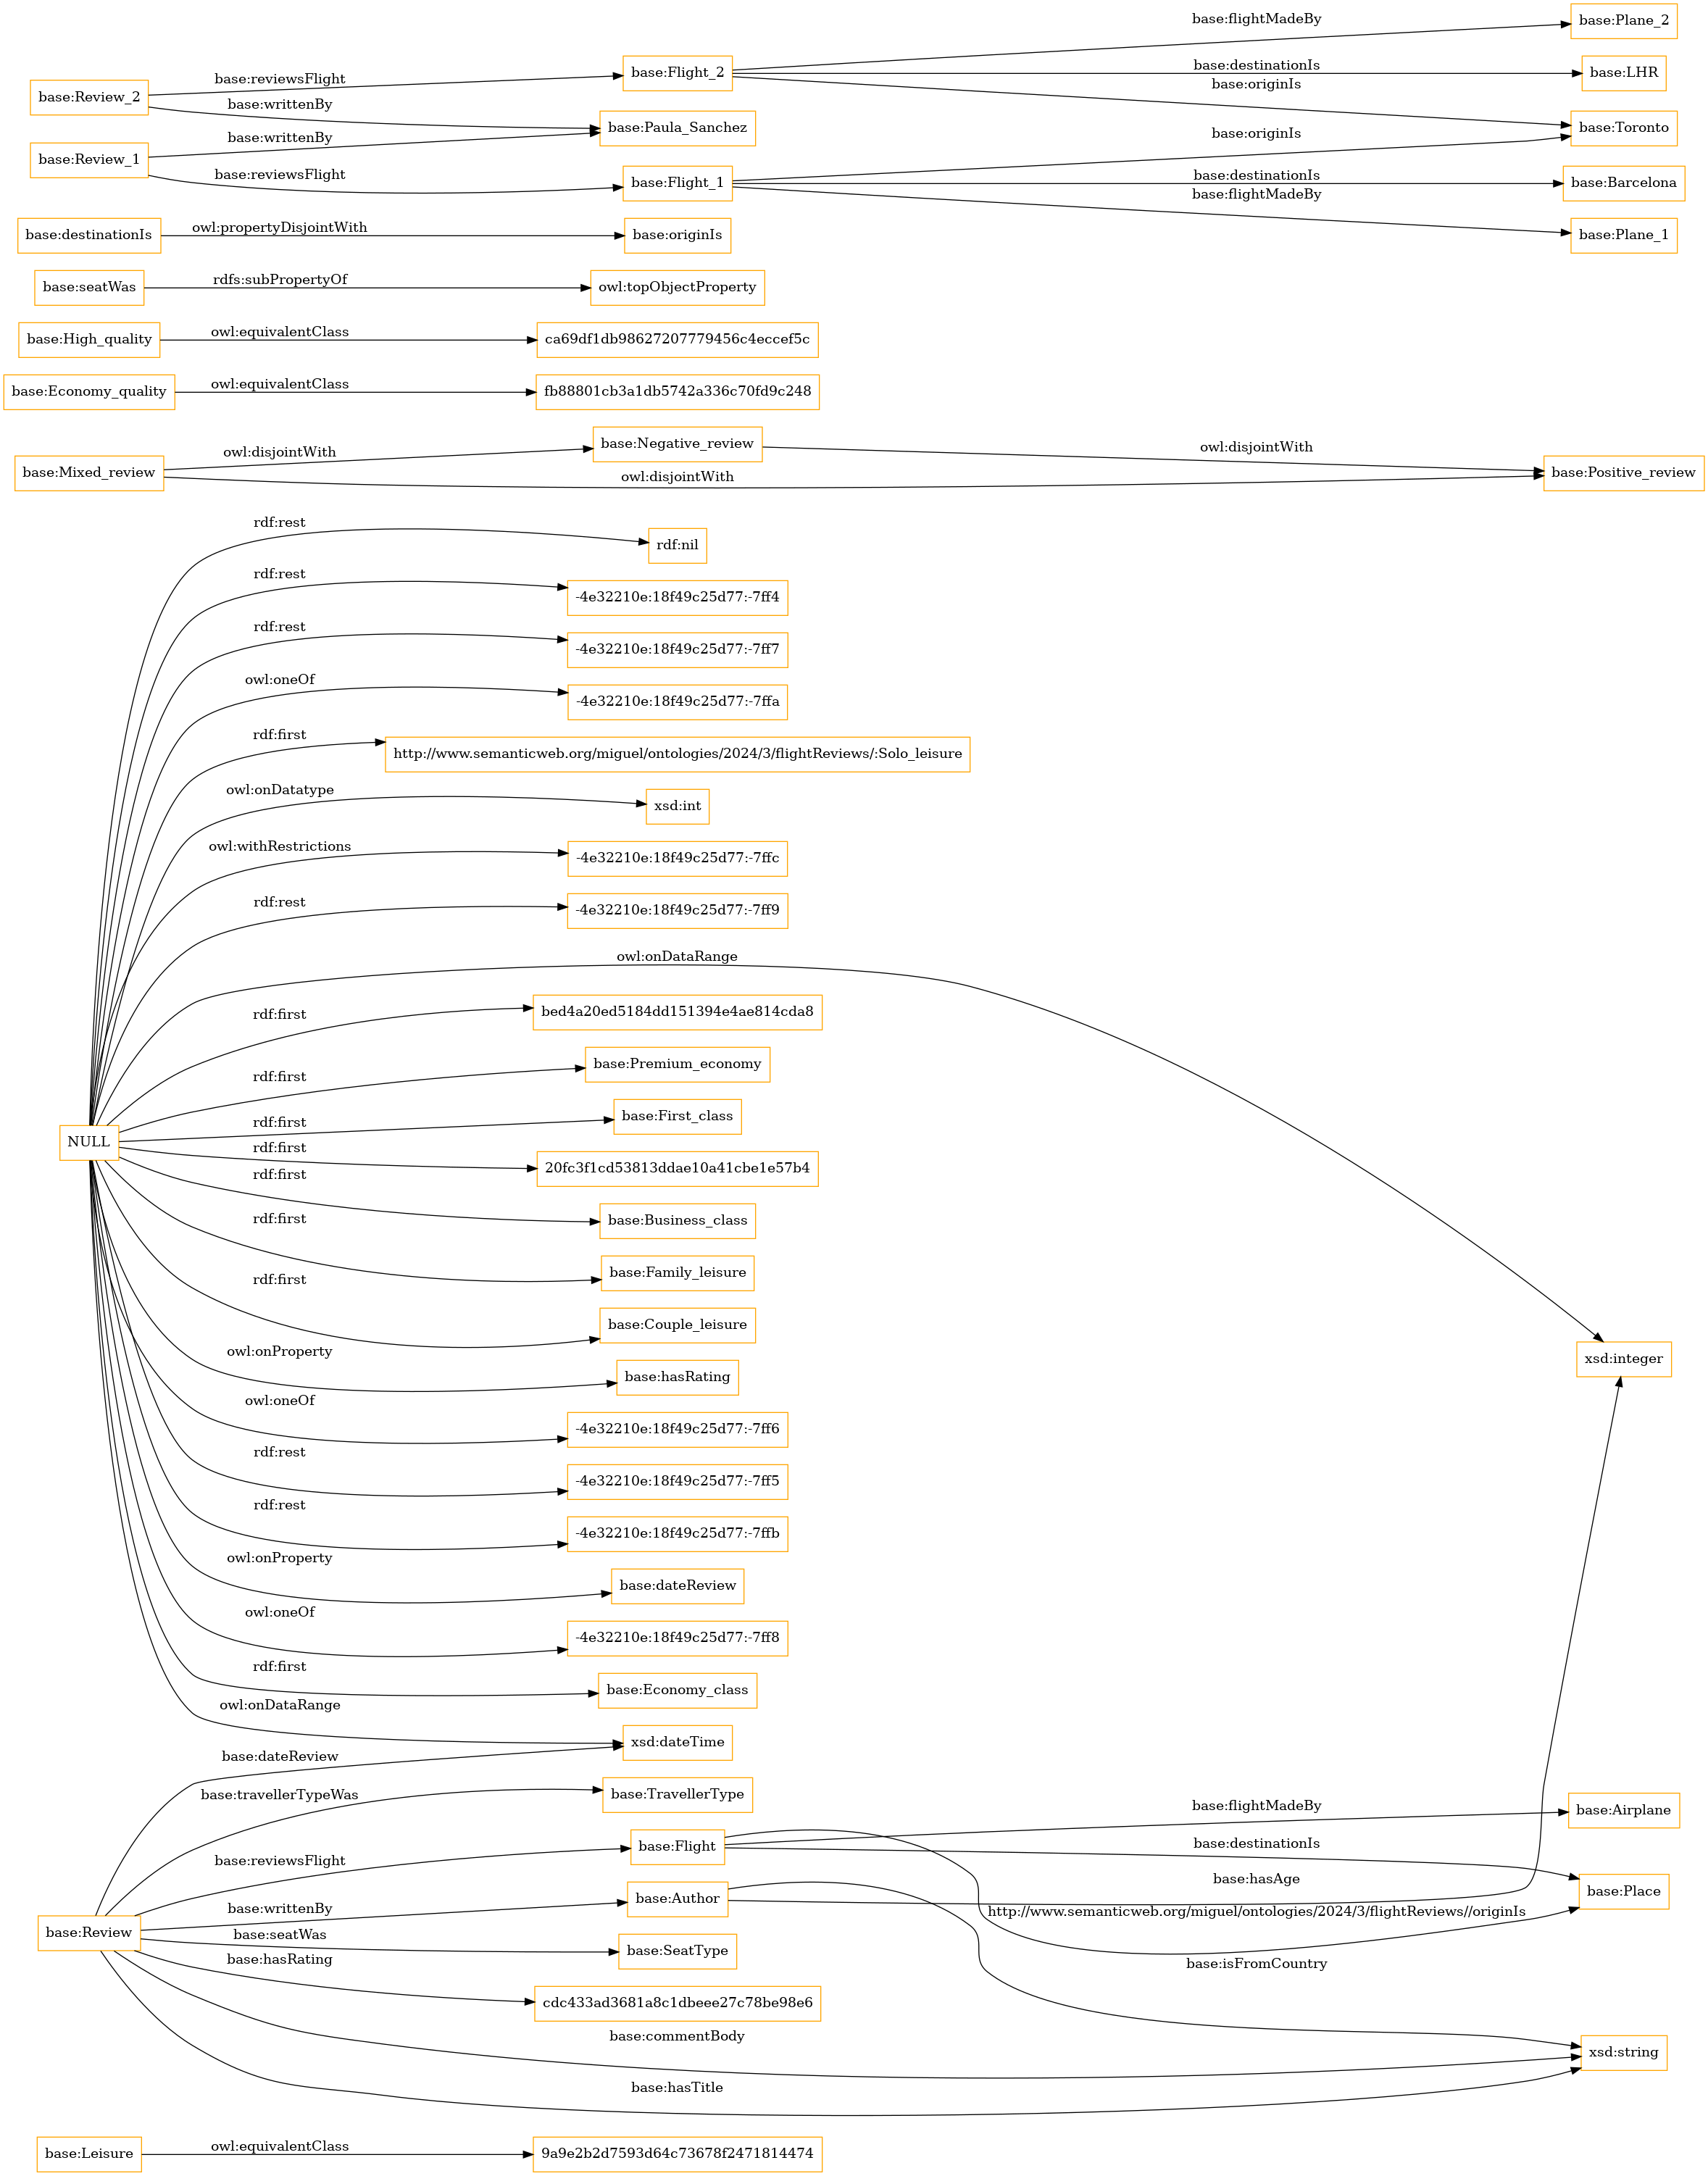 base:Plane_2
base:flightMadeBy
base:Flight_2
base:destinationIs
base:LHR
base:reviewsFlight
base:originIs
base:Review_2
base:writtenBy
base:Paula_Sanchez
base:Toronto
base:writtenBy
base:originIs
base:Review_1
base:reviewsFlight
base:Flight_1
base:destinationIs
base:Barcelona
base:flightMadeBy
base:destinationIs
owl:propertyDisjointWith
base:originIs
base:Plane_1
base:seatWas
rdfs:subPropertyOf
owl:topObjectProperty
base:High_quality
owl:equivalentClass
ca69df1db98627207779456c4eccef5c
base:Economy_quality
owl:equivalentClass
fb88801cb3a1db5742a336c70fd9c248
base:Mixed_review
owl:disjointWith
base:Negative_review
owl:disjointWith
base:Positive_review
owl:disjointWith
rdf:rest
rdf:nil
rdf:rest
-4e32210e:18f49c25d77:-7ff4
rdf:rest
-4e32210e:18f49c25d77:-7ff7
owl:oneOf
-4e32210e:18f49c25d77:-7ffa
rdf:first
http://www.semanticweb.org/miguel/ontologies/2024/3/flightReviews/:Solo_leisure
owl:onDatatype
xsd:int
owl:withRestrictions
-4e32210e:18f49c25d77:-7ffc
rdf:rest
-4e32210e:18f49c25d77:-7ff9
owl:onDataRange
rdf:first
bed4a20ed5184dd151394e4ae814cda8
rdf:first
base:Premium_economy
NULL
rdf:first
base:First_class
rdf:first
20fc3f1cd53813ddae10a41cbe1e57b4
rdf:first
base:Business_class
rdf:first
base:Family_leisure
rdf:first
base:Couple_leisure
owl:onProperty
base:hasRating
xsd:integer
owl:oneOf
-4e32210e:18f49c25d77:-7ff6
rdf:rest
-4e32210e:18f49c25d77:-7ff5
rdf:rest
-4e32210e:18f49c25d77:-7ffb
owl:onProperty
base:dateReview
owl:oneOf
-4e32210e:18f49c25d77:-7ff8
rdf:first
base:Economy_class
owl:onDataRange
xsd:dateTime
base:dateReview
base:travellerTypeWas
base:TravellerType
base:flightMadeBy
base:Airplane
base:reviewsFlight
base:Flight
base:destinationIs
base:Place
base:writtenBy
base:Author
base:hasAge
http://www.semanticweb.org/miguel/ontologies/2024/3/flightReviews//originIs
base:Review
base:seatWas
base:SeatType
base:isFromCountry
base:hasRating
cdc433ad3681a8c1dbeee27c78be98e6
base:commentBody
xsd:string
base:hasTitle
base:Leisure
owl:equivalentClass
9a9e2b2d7593d64c73678f2471814474